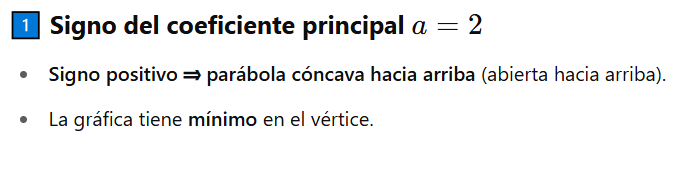 1 Signo del coeficiente principal a = 2
• Signo positivo ⇒ parábola cóncava hacia arriba (abierta hacia arriba).
• La gráfica tiene mínimo en el vértice.